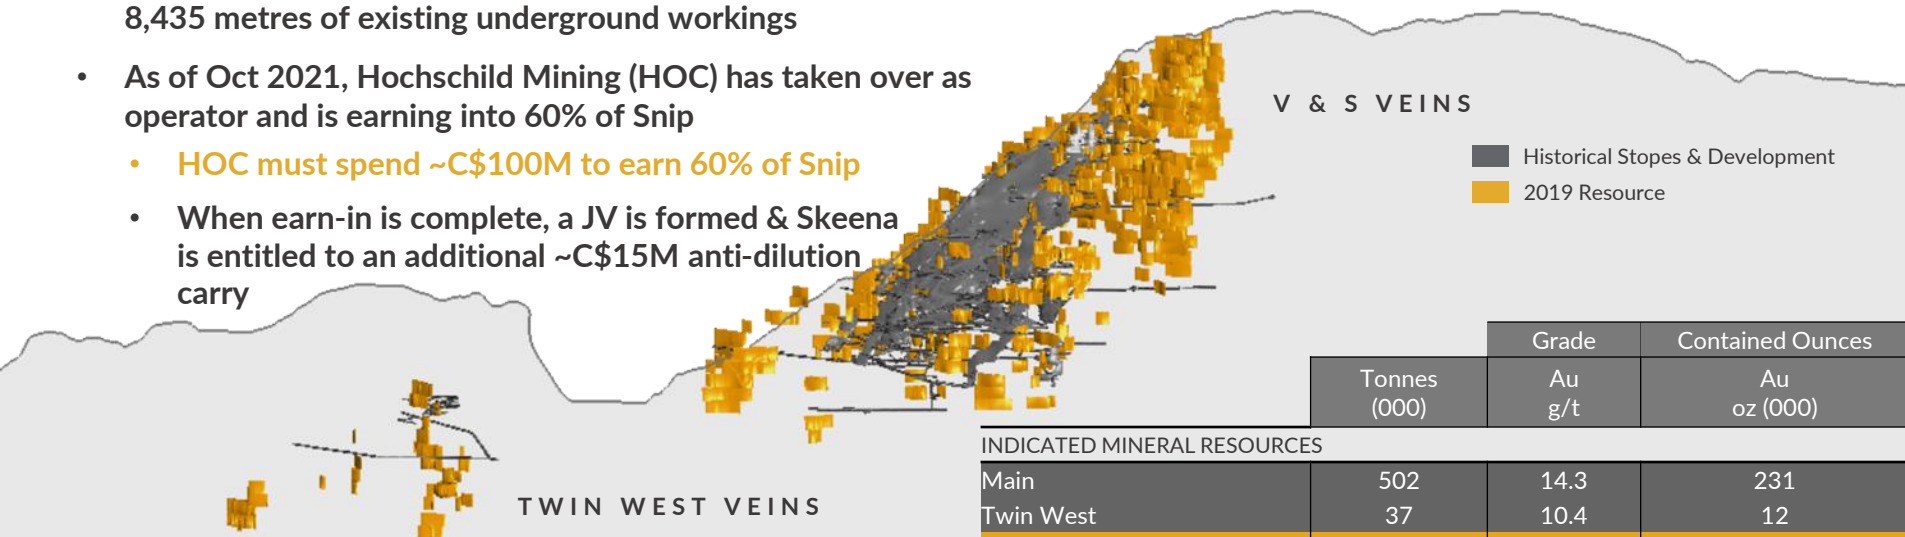 8,435 metres of existing underground workings
• As of Oct 2021, Hochschild Mining (HOC) has taken over as
operator and is earning into 60% of Snip
• HOC must spend ~C$100M to earn 60% of Snip
• When earn-in is complete, a JV is formed & Skeena
is entitled to an additional ~C$15M anti-dilution
carry
V & S VEINS
Historical Stopes & Development
2019 Resource
TWIN WEST VEINS
Grade Contained Ounces
Tonnes Au Au
(000) g/t oz (000)
INDICATED MINERAL RESOURCES
Main 502 14.3 231
Twin West 37 10.4 12